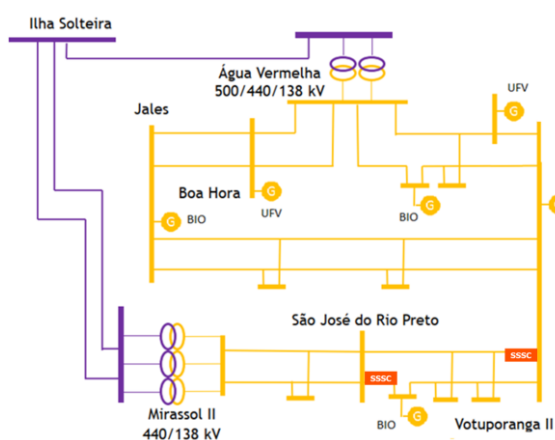 Ilha Solteira
Água Vermelha
500/440/138 kV
UFV
G
Jales
Boa Hora
G
UFV
G
BIO
G
BIO
G
São José do Rio Preto
SSSC
SSSC
G
BIO
Mirassol II
440/138 kV
Votuporanga II